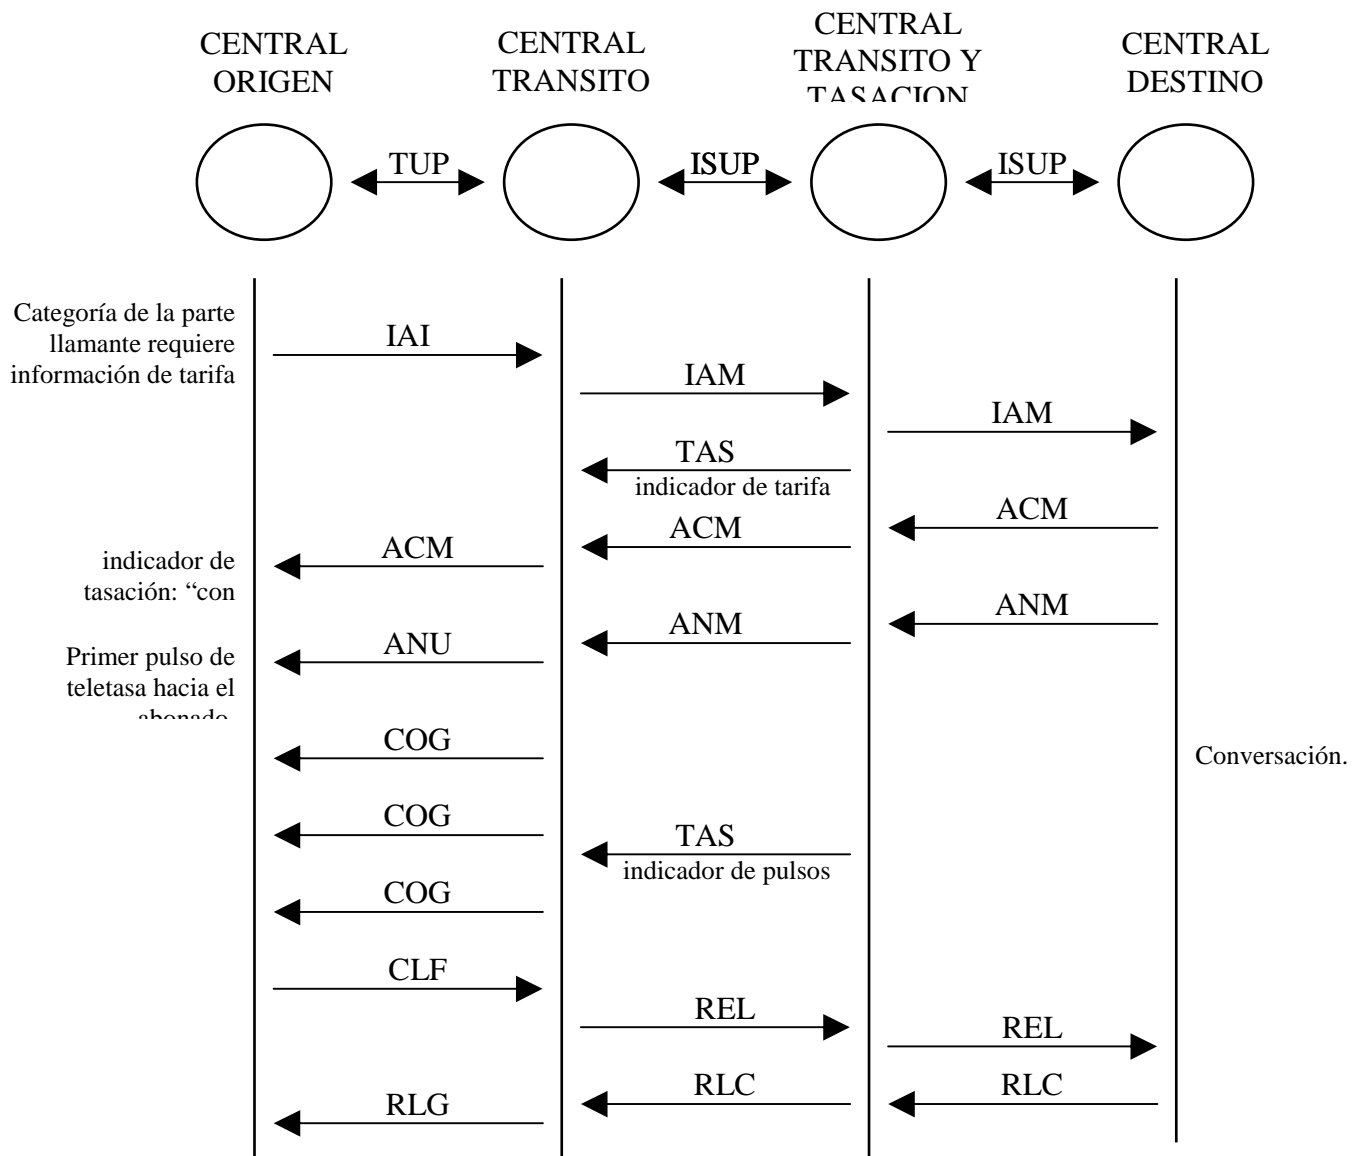 CENTRAL
ORIGEN
CENTRAL
TRANSITO
CENTRAL
TRANSITO Y
TASACION
CENTRAL
DESTINO
TUP
ISUP
ISUP
Categoría de la parte
llamante requiere
información de tarifa
IAI
IAM
IAM
TAS
indicador de tarifa
ACM
ACM
ACM
indicador de
tasación: “con
ANM
ANM
ANU
Primer pulso de
teletasa hacia el
abonado.
COG
Conversación.
COG
TAS
indicador de pulsos
COG
CLF
REL
REL
RLC
RLC
RLG